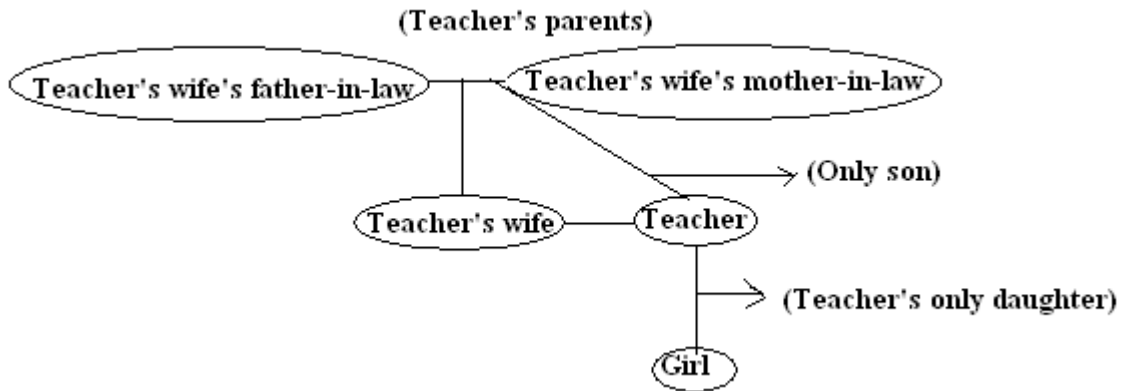 (Teacher's parents)
Teacher's wife's father-in-law
Teacher's wife's mother-in-law
(Only son)
Teacher's wife
Teacher
(Teacher's only daughter)
Girl